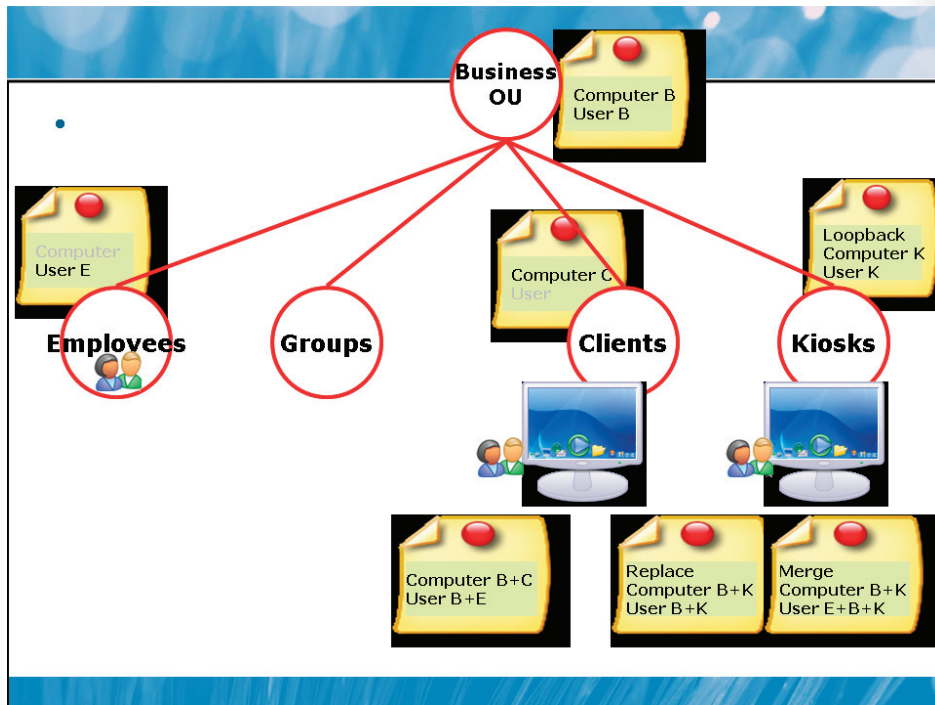 Business
OU
Computer B
User B
Computer
User E
Computer C
User
Loopback
Computer K
User K
Employees
Groups
Clients
Kiosks
Computer B+C
User B+E
Replace
Computer B+K
User B+K
Merge
Computer B+K
User E+B+K